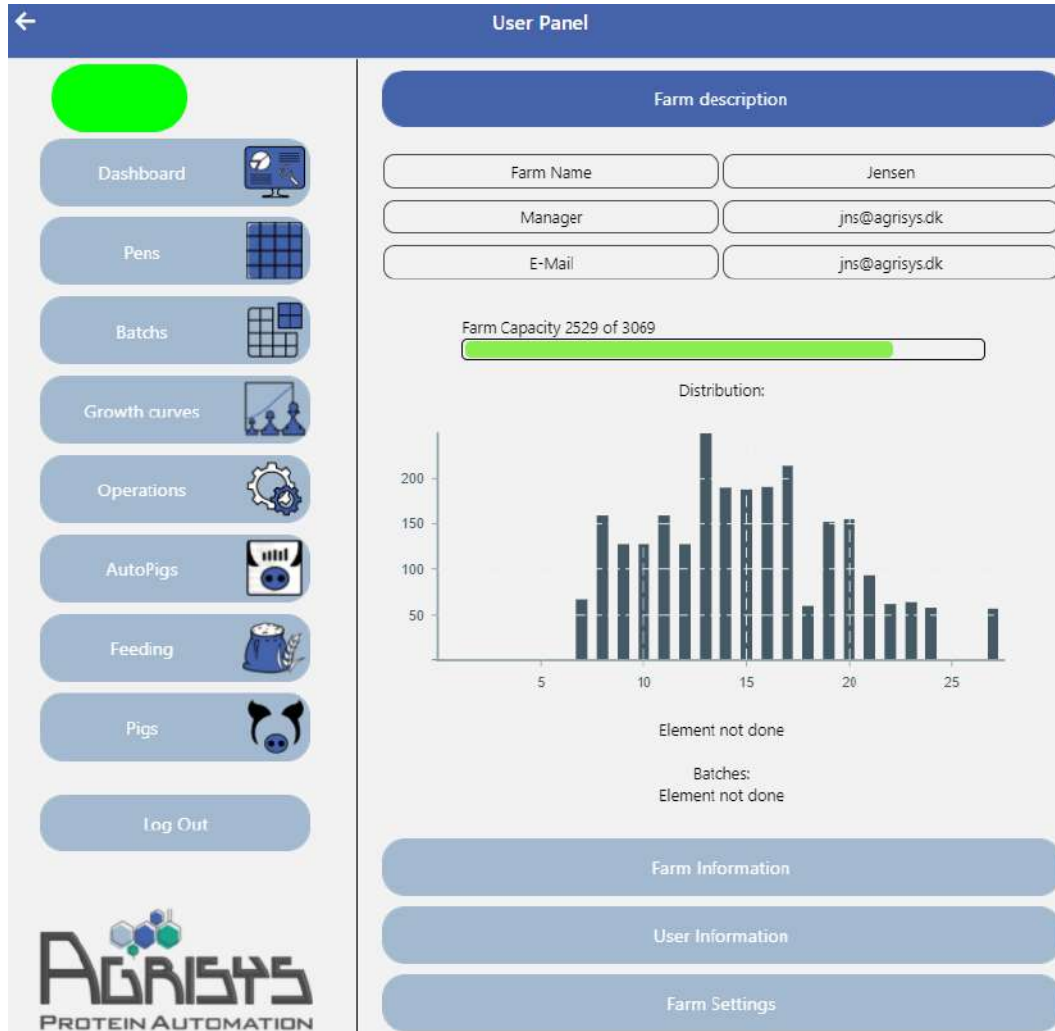 User Panel
Dashboard
Pens
Batchs
Growth curves
Operations
AutoPigs
Feeding
Pigs
Log Out
AGRISYS
PROTEIN AUTOMATION
Farm description
Farm Name Jensen
Manager jns@agrisys.dk
E-Mail jns@agrisys.dk
Farm Capacity 2529 of 3069
Distribution:
200
150
100
50
5 10 15 20 25
Element not done
Batches:
Element not done
Farm Information
User Information
Farm Settings